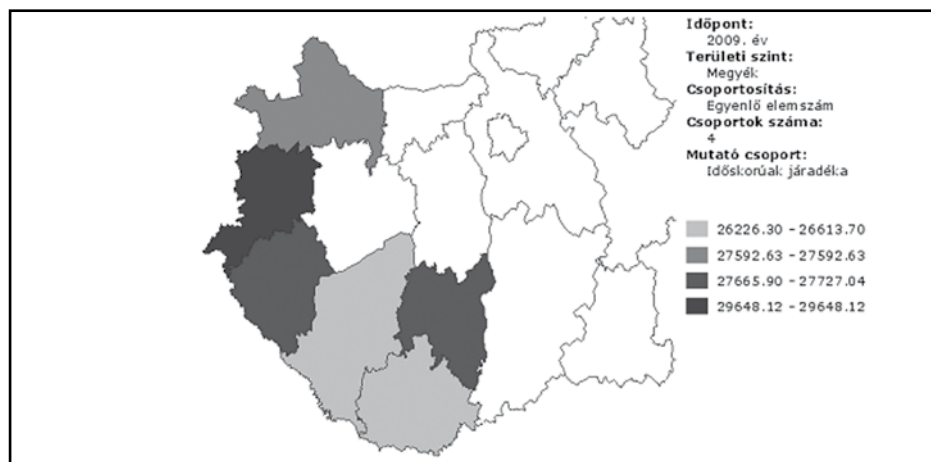 Időpont:
2009. év
Területi szint:
Megyék
Csoportosítás:
Egyenlő elemszám
Csoportok száma:
4
Mutató csoport:
Időskorúak járadéka
26226.30 - 26613.70
27592.63 - 27592.63
27665.90 - 27727.04
29648.12 - 29648.12